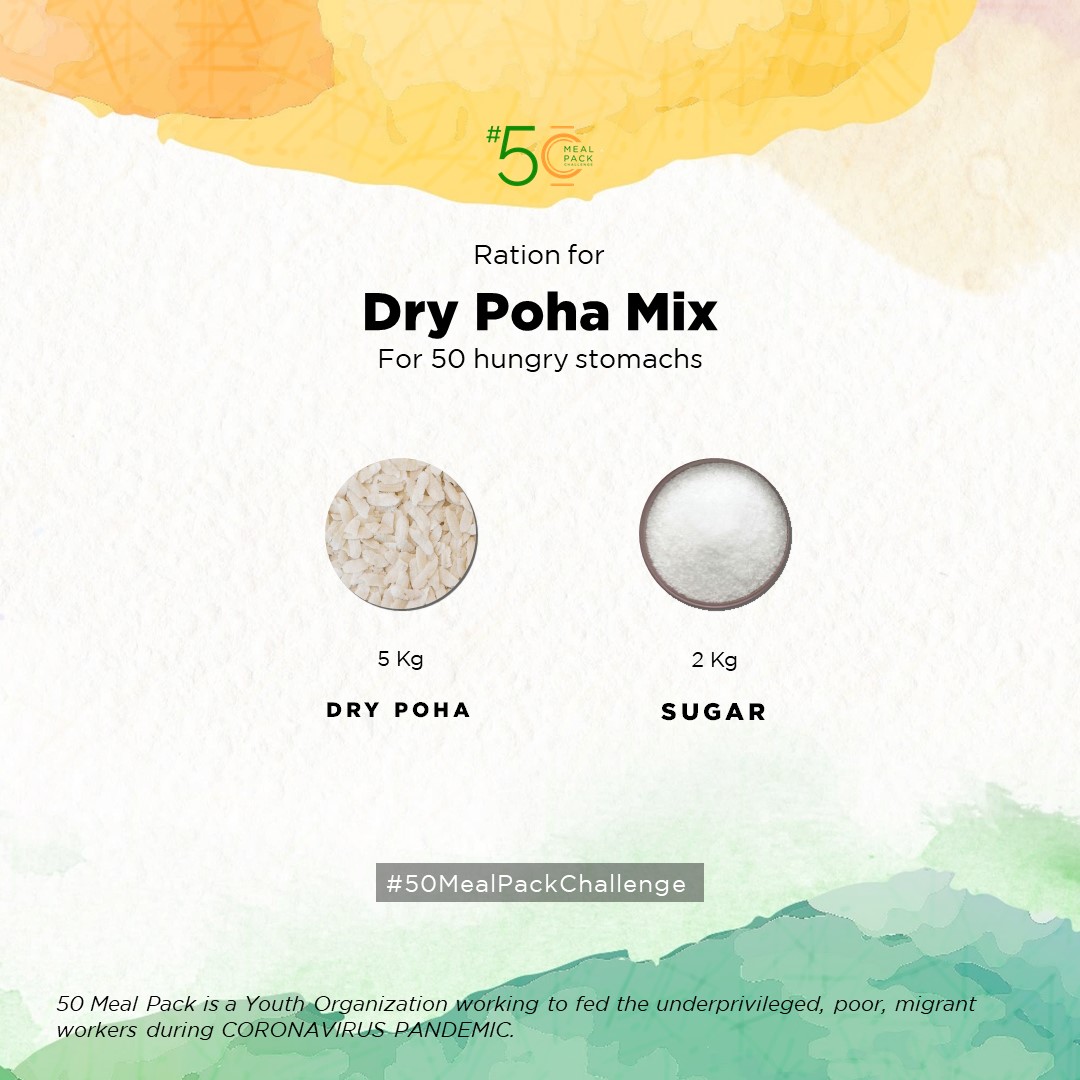 #50
MEAL
PACK
CHALLENGE
Ration for
Dry Poha Mix
For 50 hungry stomachs
5 Kg
2 Kg
DRY POHA
SUGAR
#50MealPackChallenge
50 Meal Pack is a Youth Organization working to fed the underprivileged, poor, migrant
workers during CORONAVIRUS PANDEMIC.